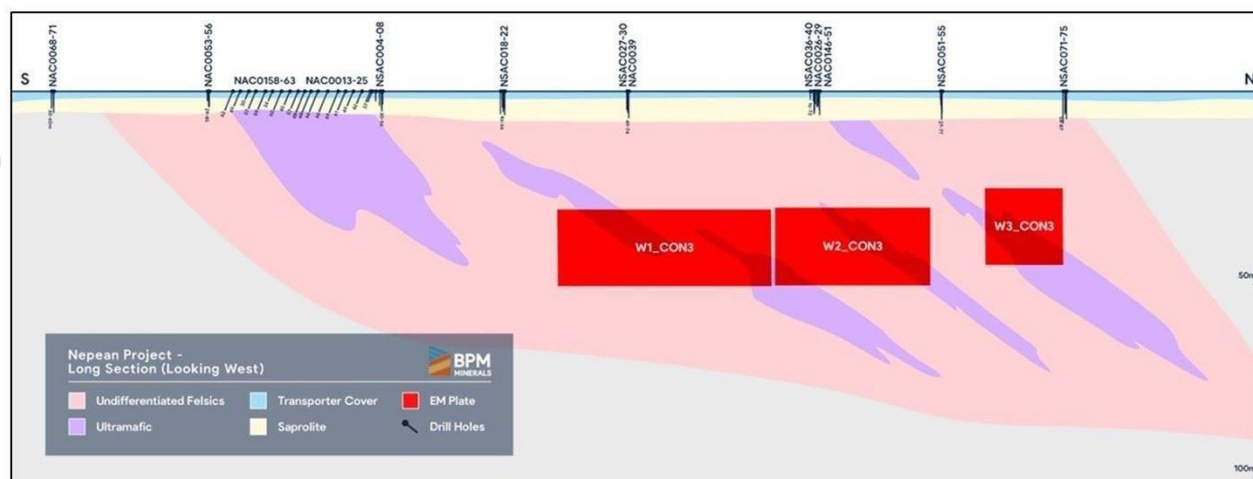 NAC0068-71
NAC0053-56
NAC0158-63
NAC0013-25
NSAC004-08
NSAC018-22
NSAC027-30
NAC0039
NSAC036-40
NAC0026-29
NAC0146-51
NSAC051-55
NSAC071-75
S
N
W1_CON3
W2_CON3
W3_CON3
50m
Nepean Project -
Long Section (Looking West)
BPM
MINERALS
Undifferentiated Felsics
Transporter Cover
EM Plate
Ultramafic
Saprolite
Drill Holes
100m